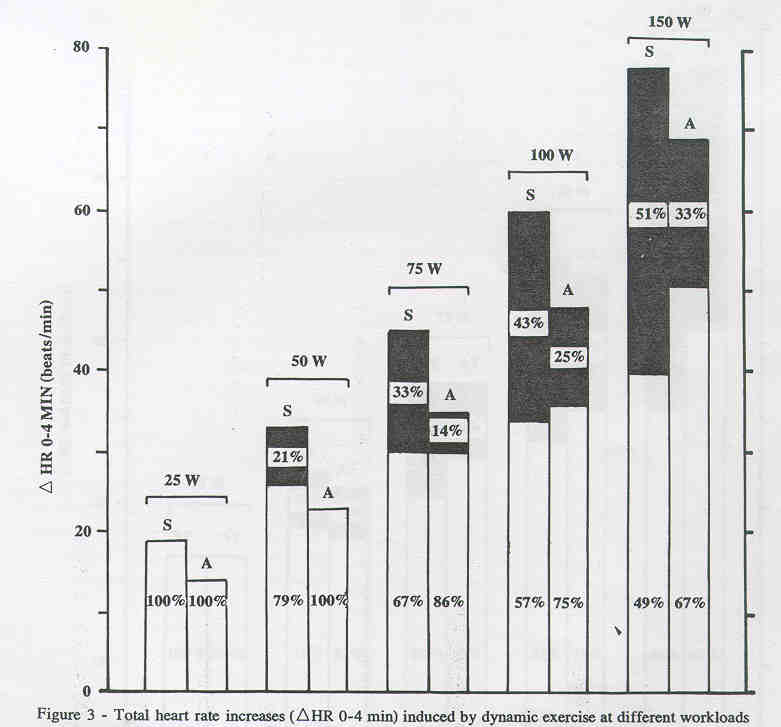 150 W
80
S
A
100 W
60
S
51% 33%
75 W
A
S
43%
50 W
25%
40
33% A
S
14%
21%
25 W
A
S
20
A
100% 100% 79% 100% 67% 86% 57% 75% 49% 67%
0
△ HR 0-4 MIN (beats/min)
Figure 3 - Total heart rate increases (△HR 0-4 min) induced by dynamic exercise at different workloads